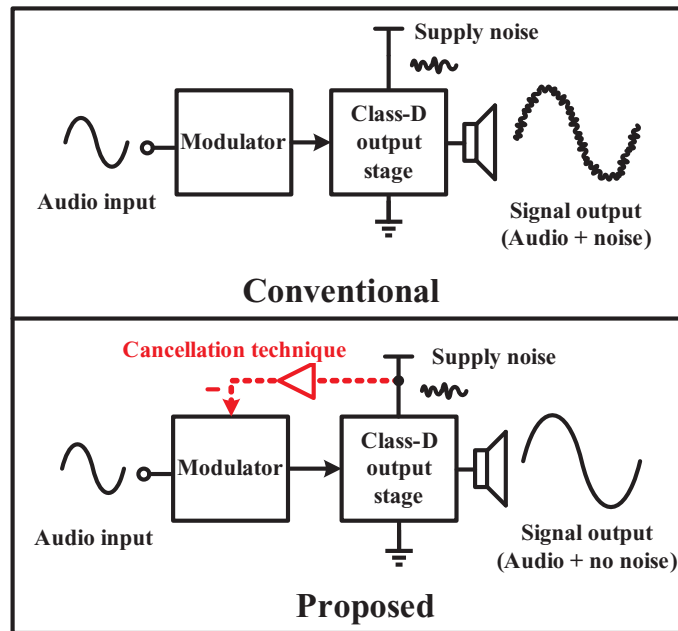 Supply noise
Modulator
Class-D
output
stage
Audio input
Signal output
(Audio + noise)
Conventional
Cancellation technique
Supply noise
–
Modulator
Class-D
output
stage
Audio input
Signal output
(Audio + no noise)
Proposed